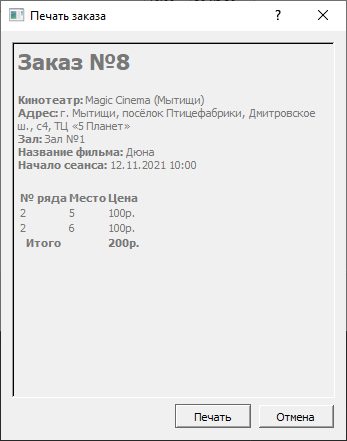 Печать заказа
?
Заказ №8
Кинотеатр: Magic Cinema (Мытищи)
Адрес: г. Мытищи, посёлок Птицефабрики, Дмитровское
ш., с4, ТЦ «5 Планет»
Зал: Зал №1
Название фильма: Дюна
Начало сеанса: 12.11.2021 10:00
№ ряда Место Цена
2 5 100р.
2 6 100р.
Итого 200р.
Печать Отмена